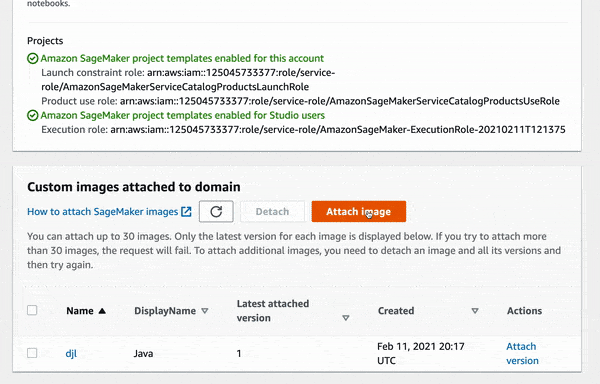 notebooks.
Projects
Amazon SageMaker project templates enabled for this account
Launch constraint role: arn:aws:iam::125045733377:role/service-
role/AmazonSageMakerServiceCatalogProductsLaunchRole
Product use role: arn:aws:iam::125045733377:role/service-role/AmazonSageMakerServiceCatalogProductsUseRole
Amazon SageMaker project templates enabled for Studio users
Execution role: arn:aws:iam::125045733377:role/service-role/AmazonSageMaker-ExecutionRole-20210211T121375
Custom images attached to domain
How to attach SageMaker images
Detach
Attach image
You can attach up to 30 images. Only the latest version for each image is displayed below. If you try to attach more
than 30 images, the request will fail. To attach additional images, you need to detach an image and all its versions and
then try again.
Name DisplayName Latest attached version Created Actions
djl Java 1 Feb 11, 2021 20:17 UTC Attach version